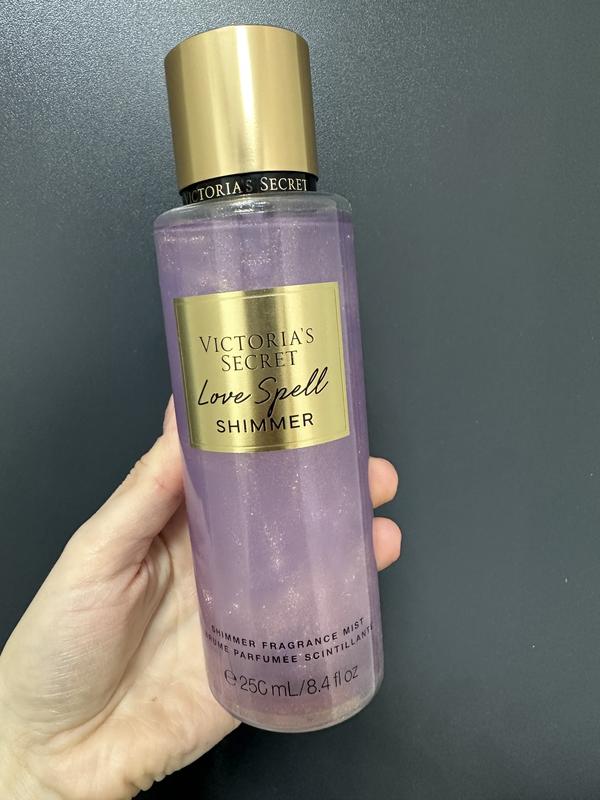 VICTORIA'S SECRET
VICTORIA'S
SECRET
Love Spell
SHIMMER
SHIMMER FRAGRANCE MIST
BRUME PARFUMÉE SCINTILLANTE
℮ 250 mL/8.4 fl oz